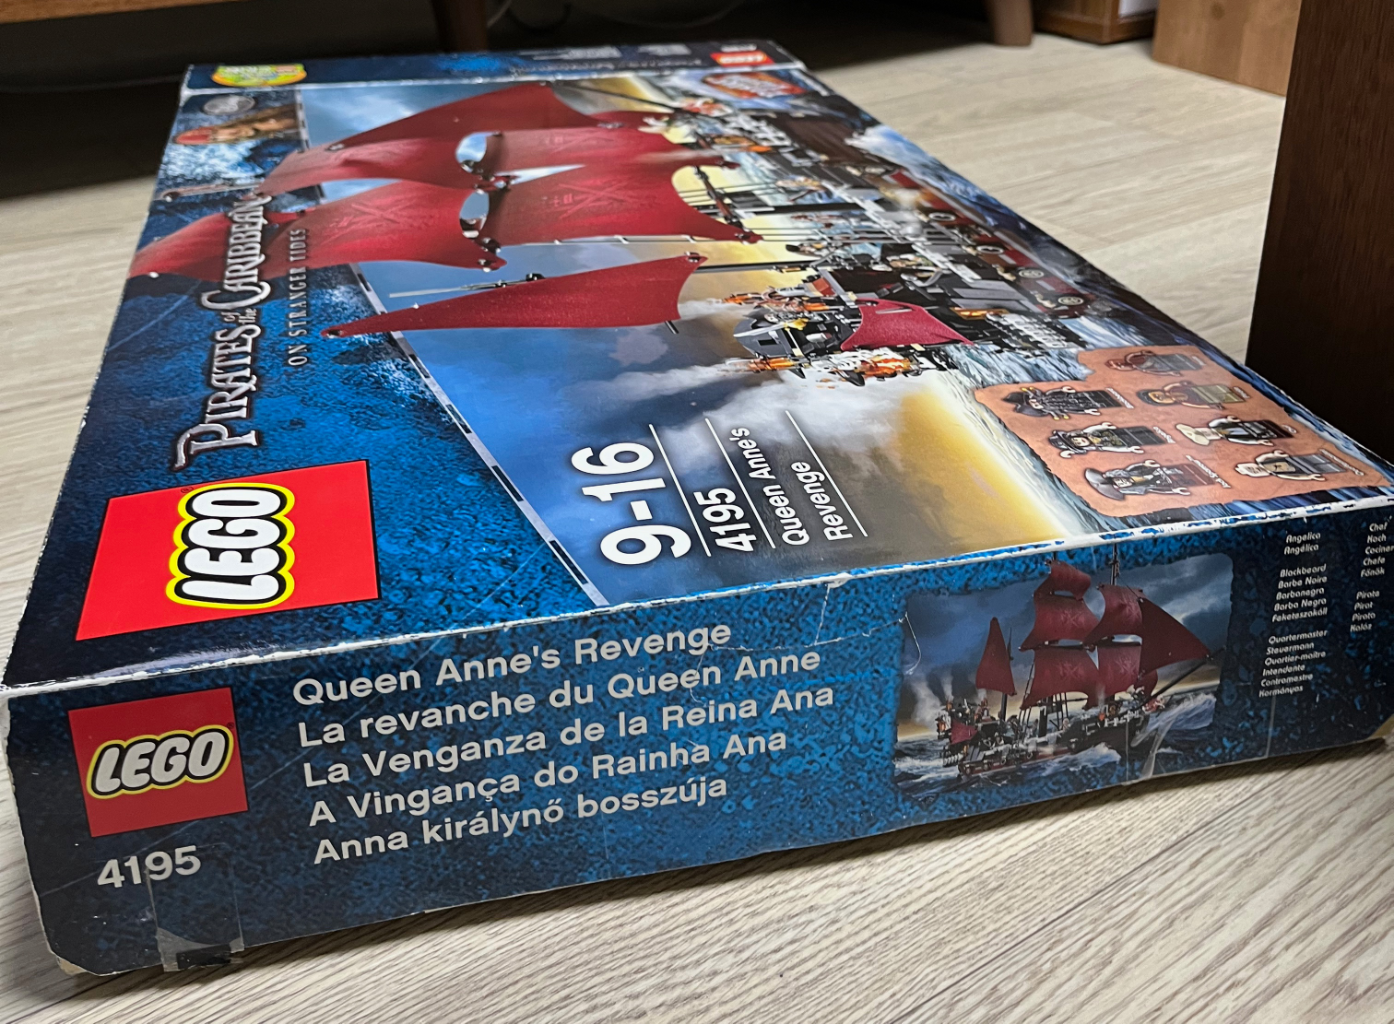 PIRATES of the CARIBBEAN
ON STRANGER TIDES
LEGO
9-16
4195
Queen Anne's
Revenge
LEGO
4195
Queen Anne's Revenge
La revanche du Queen Anne
La Venganza de la Reina Ana
A Vingança do Rainha Ana
Anna királynő bosszúja
Angelica
Angélica
Blackbeard
Barbe Noire
Barbanegra
Barba Negra
Feketeszakáll
Quartermaster
Steuermann
Quartier-maître
Intendente
Contramestre
Kormányos
Chef
Koch
Chefe
Főnök
Pirate
Pirat
Pirata
Kalóz